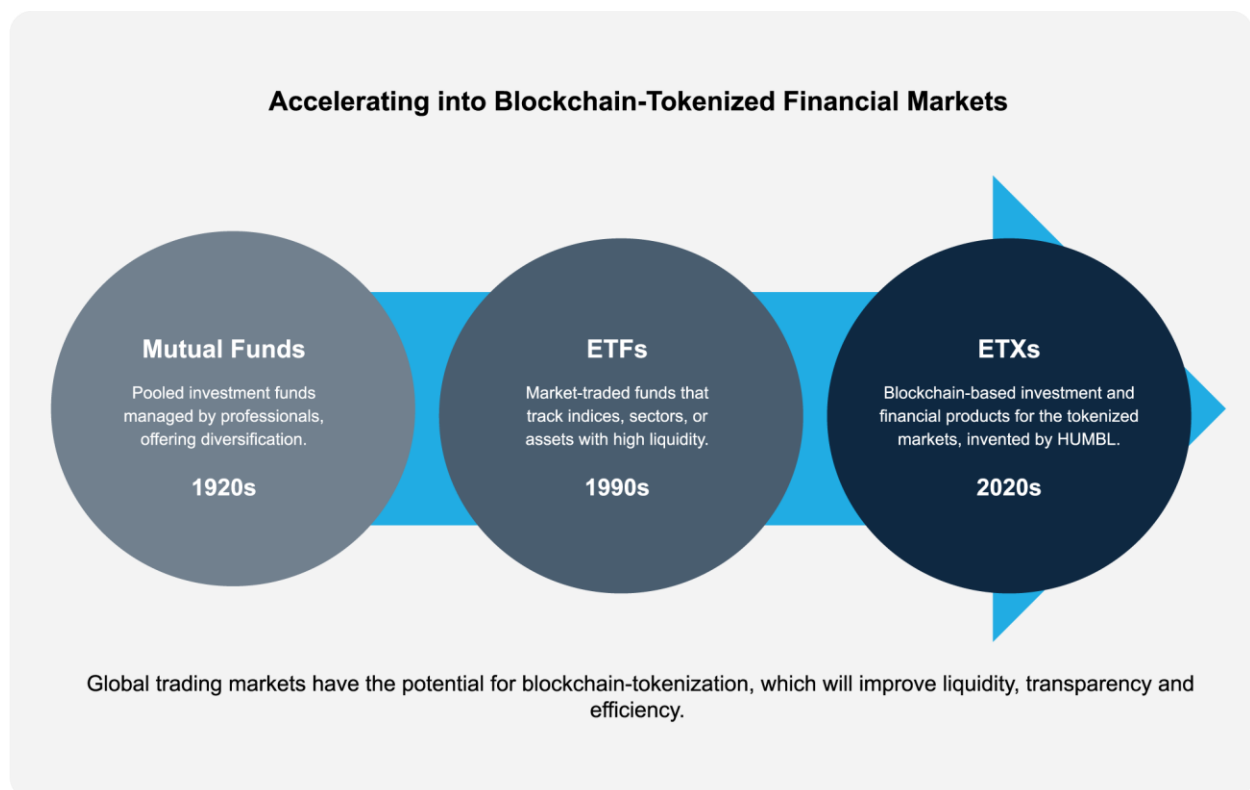 Accelerating into Blockchain-Tokenized Financial Markets
Mutual Funds
Pooled investment funds
managed by professionals,
offering diversification.
1920s
ETFs
Market-traded funds that
track indices, sectors, or
assets with high liquidity.
1990s
ETXs
Blockchain-based investment and
financial products for the tokenized
markets, invented by HUMBL.
2020s
Global trading markets have the potential for blockchain-tokenization, which will improve liquidity, transparency and
efficiency.